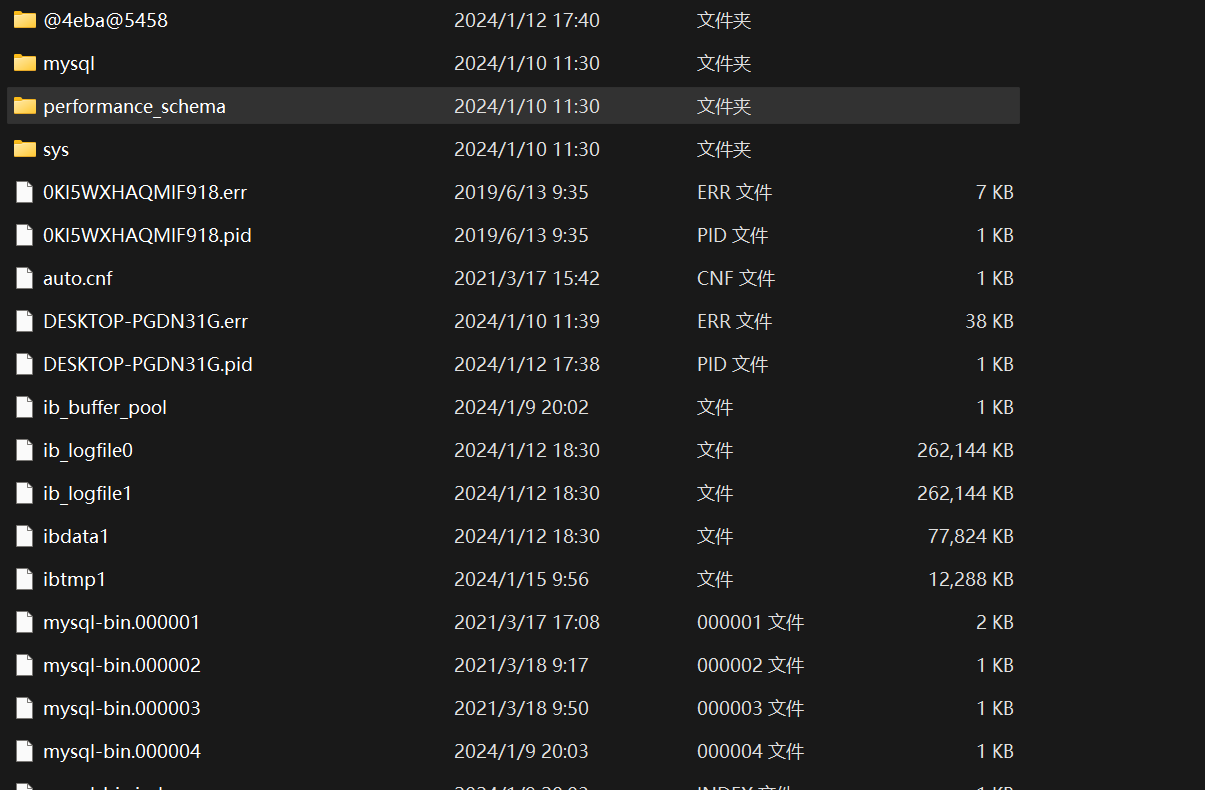 @4eba@5458 2024/1/12 17:40 文件夹
mysql 2024/1/10 11:30 文件夹
performance_schema 2024/1/10 11:30 文件夹
sys 2024/1/10 11:30 文件夹
0KI5WXHAQMIF918.err 2019/6/13 9:35 ERR 文件 7 KB
0KI5WXHAQMIF918.pid 2019/6/13 9:35 PID 文件 1 KB
auto.cnf 2021/3/17 15:42 CNF 文件 1 KB
DESKTOP-PGDN31G.err 2024/1/10 11:39 ERR 文件 38 KB
DESKTOP-PGDN31G.pid 2024/1/12 17:38 PID 文件 1 KB
ib_buffer_pool 2024/1/9 20:02 文件 1 KB
ib_logfile0 2024/1/12 18:30 文件 262,144 KB
ib_logfile1 2024/1/12 18:30 文件 262,144 KB
ibdata1 2024/1/12 18:30 文件 77,824 KB
ibtmp1 2024/1/15 9:56 文件 12,288 KB
mysql-bin.000001 2021/3/17 17:08 000001 文件 2 KB
mysql-bin.000002 2021/3/18 9:17 000002 文件 1 KB
mysql-bin.000003 2021/3/18 9:50 000003 文件 1 KB
mysql-bin.000004 2024/1/9 20:03 000004 文件 1 KB